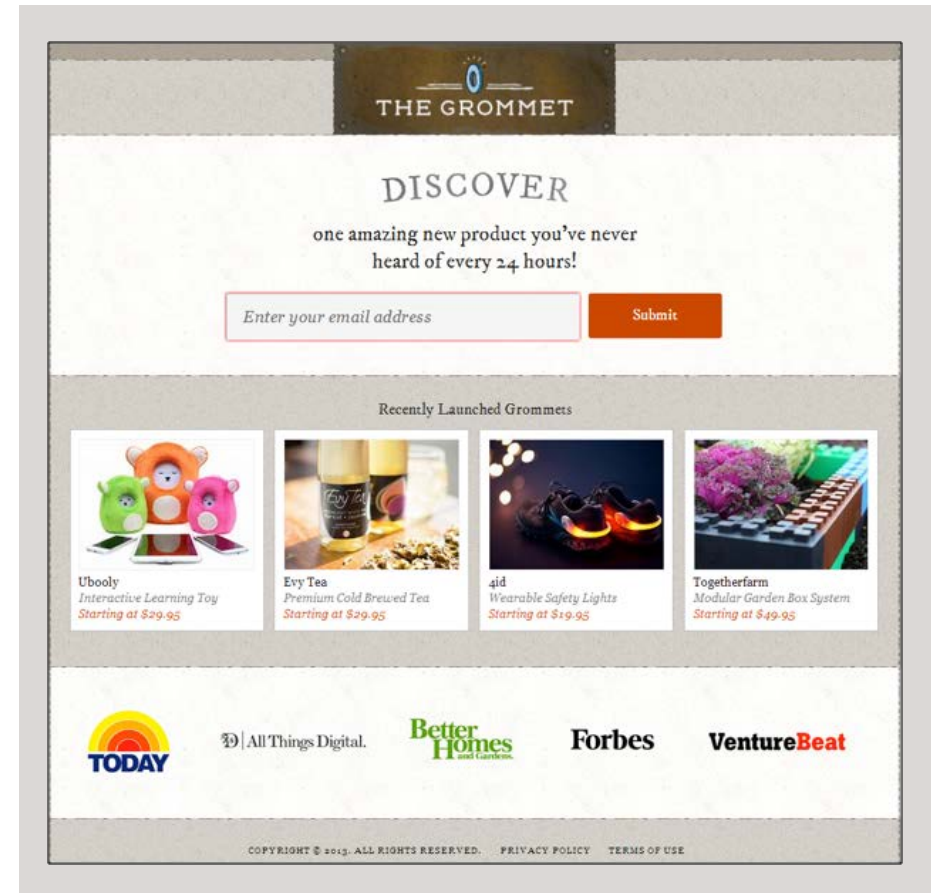 THE GROMMET
DISCOVER
one amazing new product you've never
heard of every 24 hours!
Enter your email address
Submit
Recently Launched Grommets
Evy Tea
Ubooly
Interactive Learning Toy
Starting at $29.95
Evy Tea
Premium Cold Brewed Tea
Starting at $29.95
4id
Wearable Safety Lights
Starting at $19.95
Togetherfarm
Modular Garden Box System
Starting at $49.95
TODAY
D | All Things Digital.
Better
Homes
and Gardens.
Forbes
VentureBeat
COPYRIGHT © 2013. ALL RIGHTS RESERVED. PRIVACY POLICY TERMS OF USE